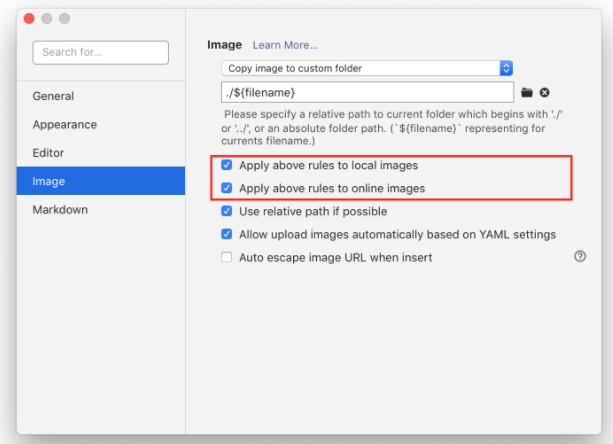 Search for...
General
Appearance
Editor
Image
Markdown
Image Learn More...
Copy image to custom folder
./${filename}
Please specify a relative path to current folder which begins with './'
or '../', or an absolute folder path. (`${filename}` representing for
currents filename.)
Apply above rules to local images
Apply above rules to online images
Use relative path if possible
Allow upload images automatically based on YAML settings
Auto escape image URL when insert
?